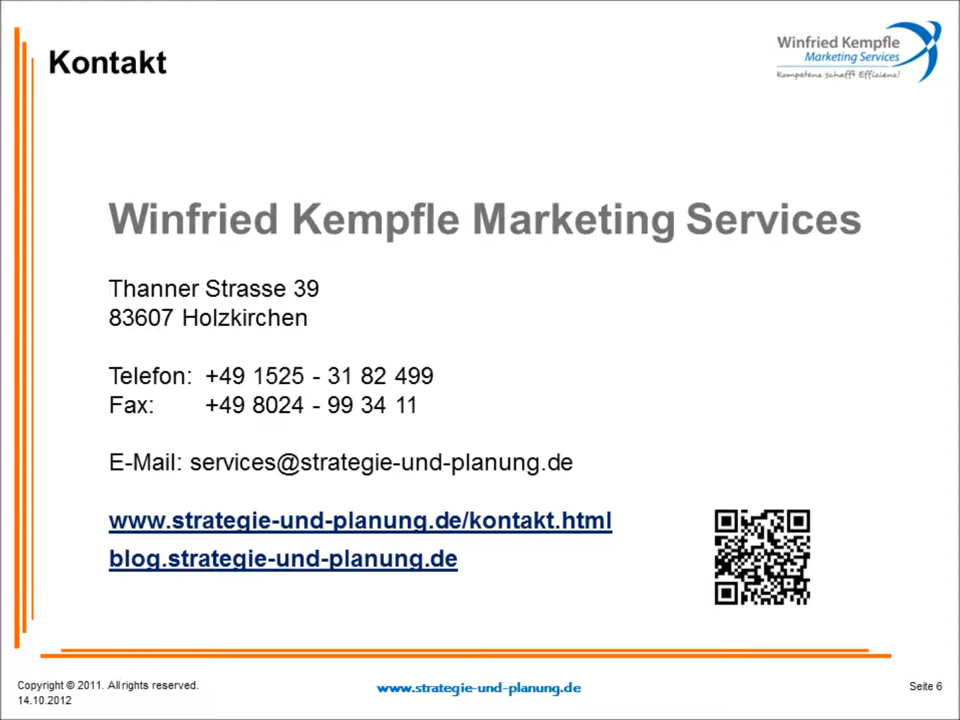 Kontakt
Winfried Kempfle
Marketing Services
Kompetenz schafft Effizienz!
Winfried Kempfle Marketing Services
Thanner Strasse 39
83607 Holzkirchen
Telefon: +49 1525 - 31 82 499
Fax: +49 8024 - 99 34 11
E-Mail: services@strategie-und-planung.de
www.strategie-und-planung.de/kontakt.html
blog.strategie-und-planung.de
Copyright © 2011. All rights reserved.
14.10.2012
www.strategie-und-planung.de
Seite 6